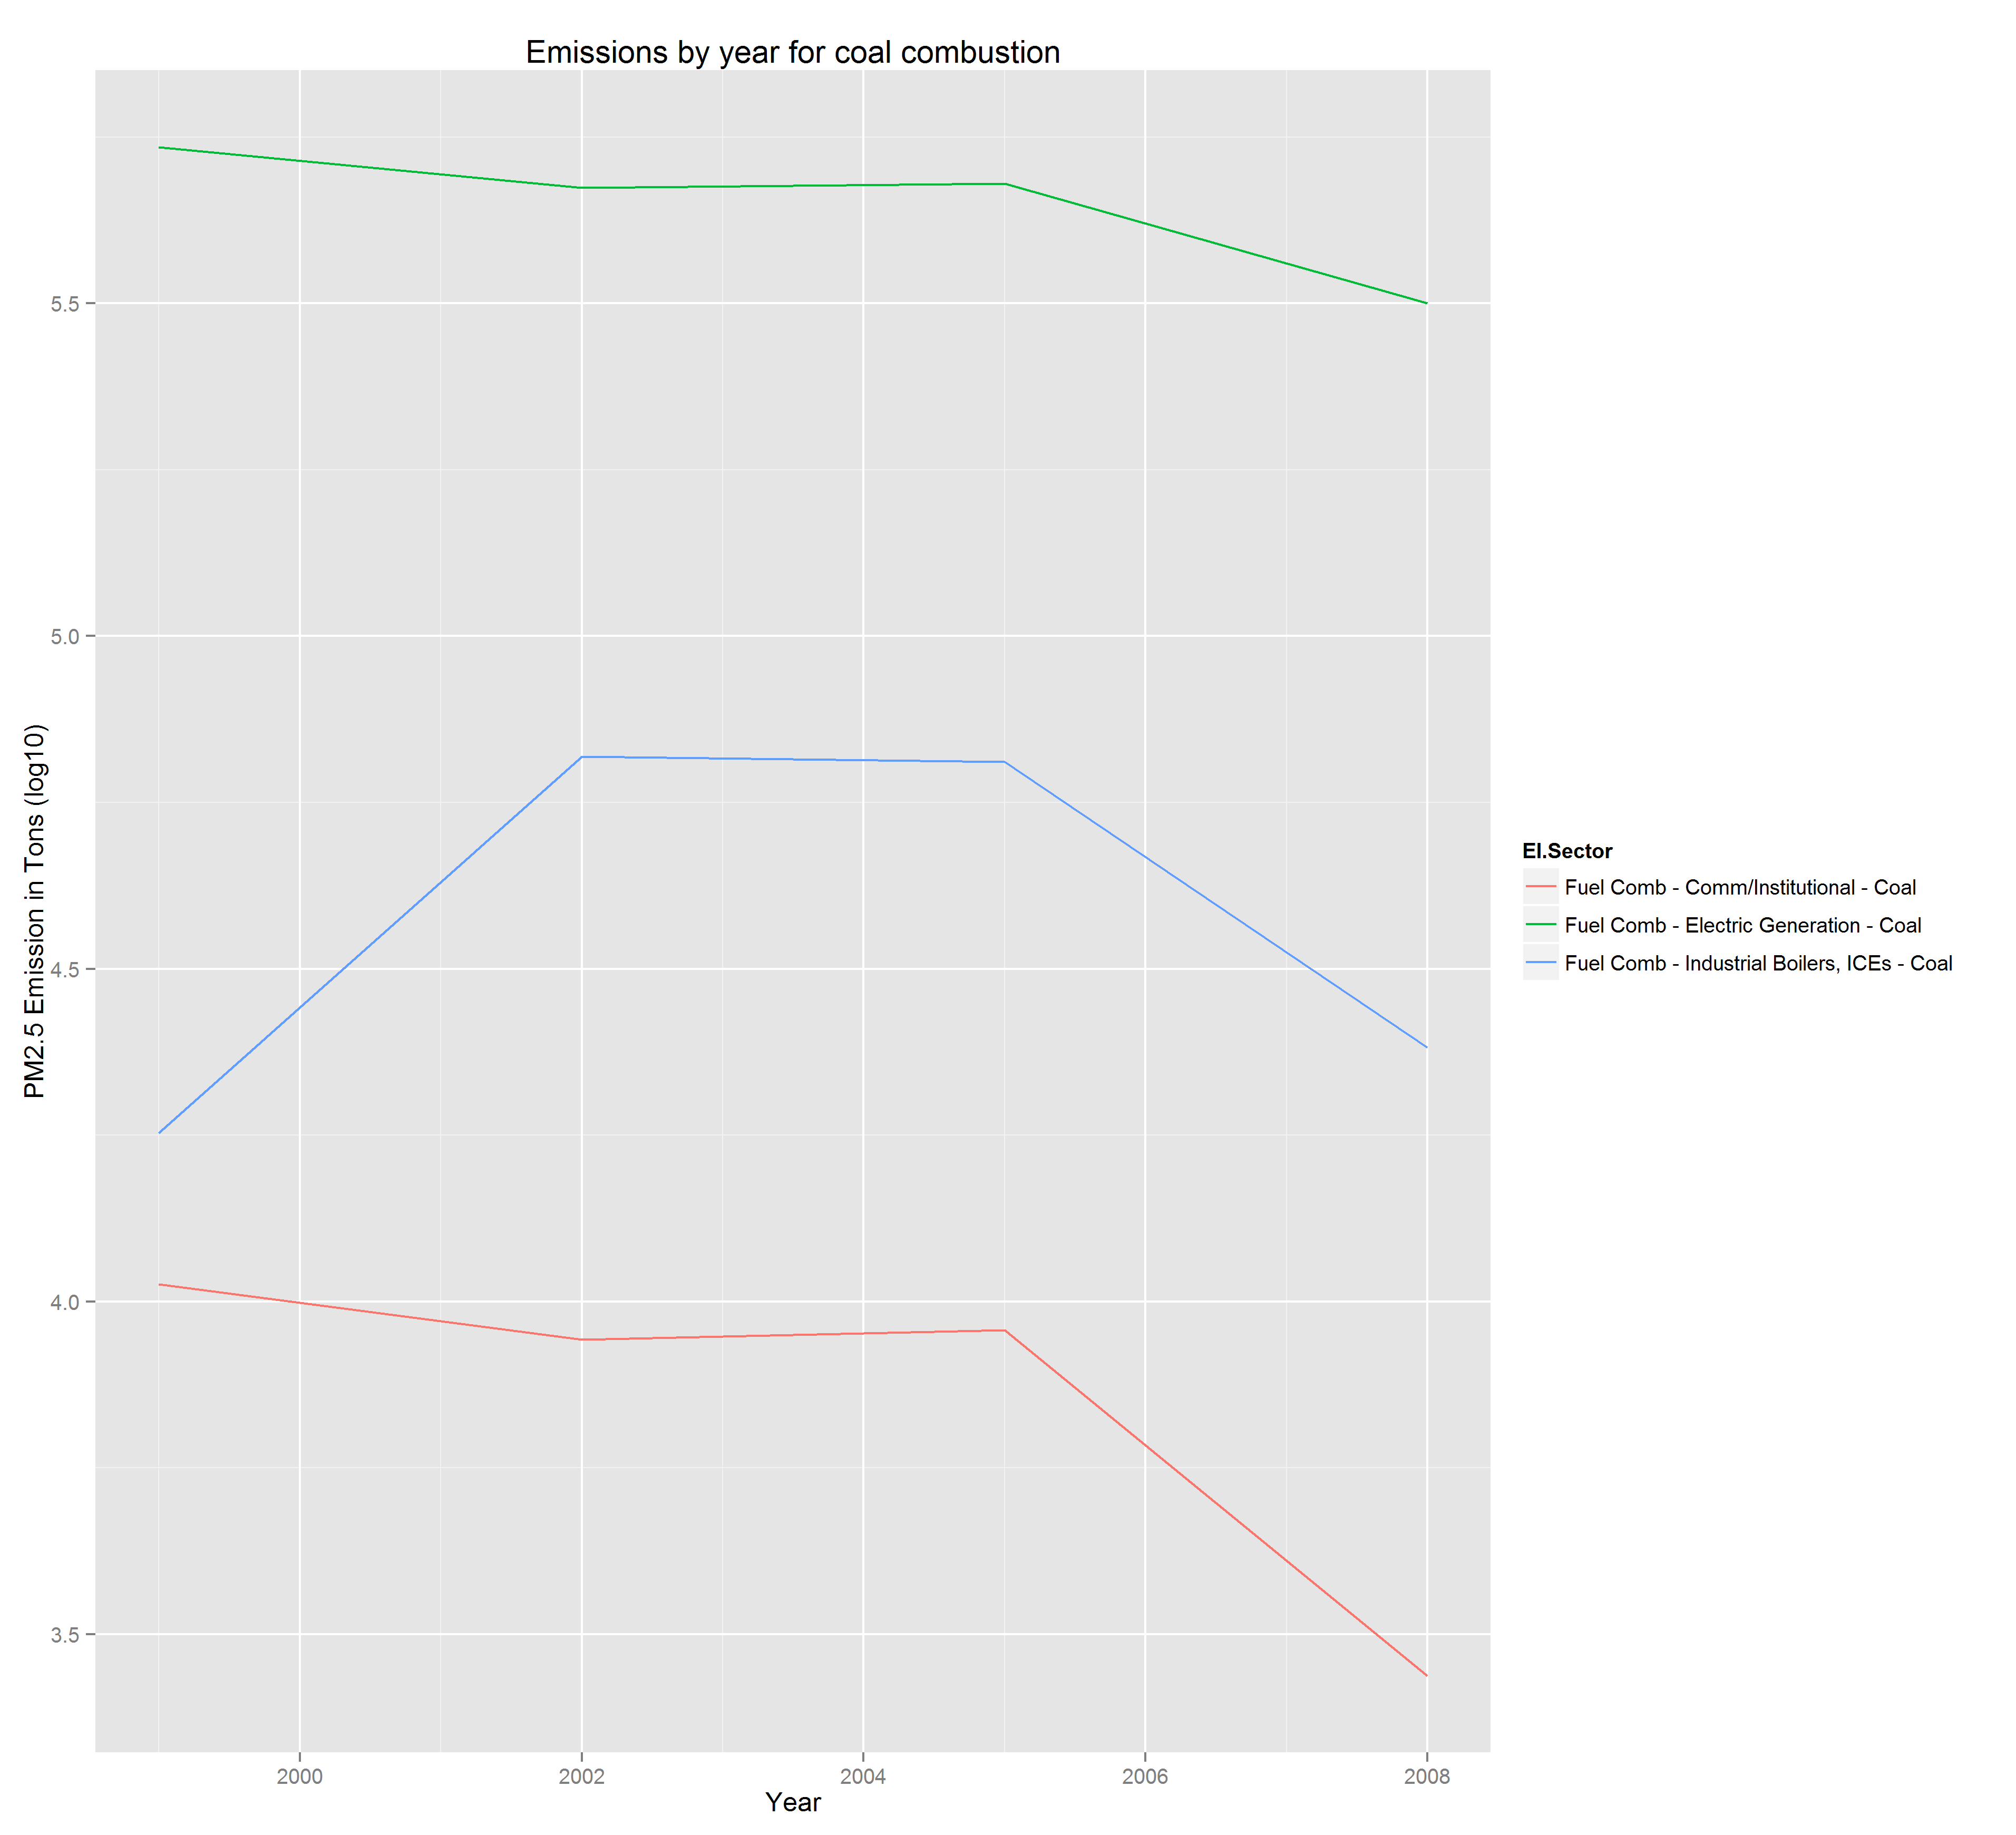 Emissions by year for coal combustion
PM2.5 Emission in Tons (log10)
5.5
5.0
4.5
4.0
3.5
2000
2002
2004
2006
2008
Year
EI.Sector
Fuel Comb - Comm/Institutional - Coal
Fuel Comb - Electric Generation - Coal
Fuel Comb - Industrial Boilers, ICEs - Coal